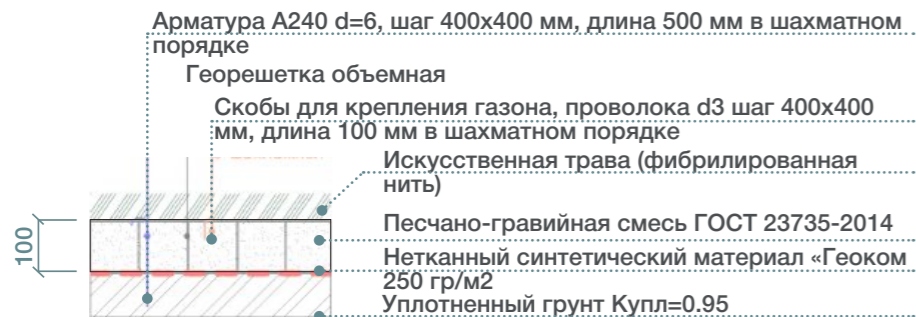 Арматура А240 d=6, шаг 400х400 мм, длина 500 мм в шахматном
порядке
Георешетка объемная
Скобы для крепления газона, проволока d3 шаг 400х400
мм, длина 100 мм в шахматном порядке
Искусственная трава (фибрилированная
нить)
Песчано-гравийная смесь ГОСТ 23735-2014
Нетканный синтетический материал «Геоком
250 гр/м2
Уплотненный грунт Купл=0.95
100